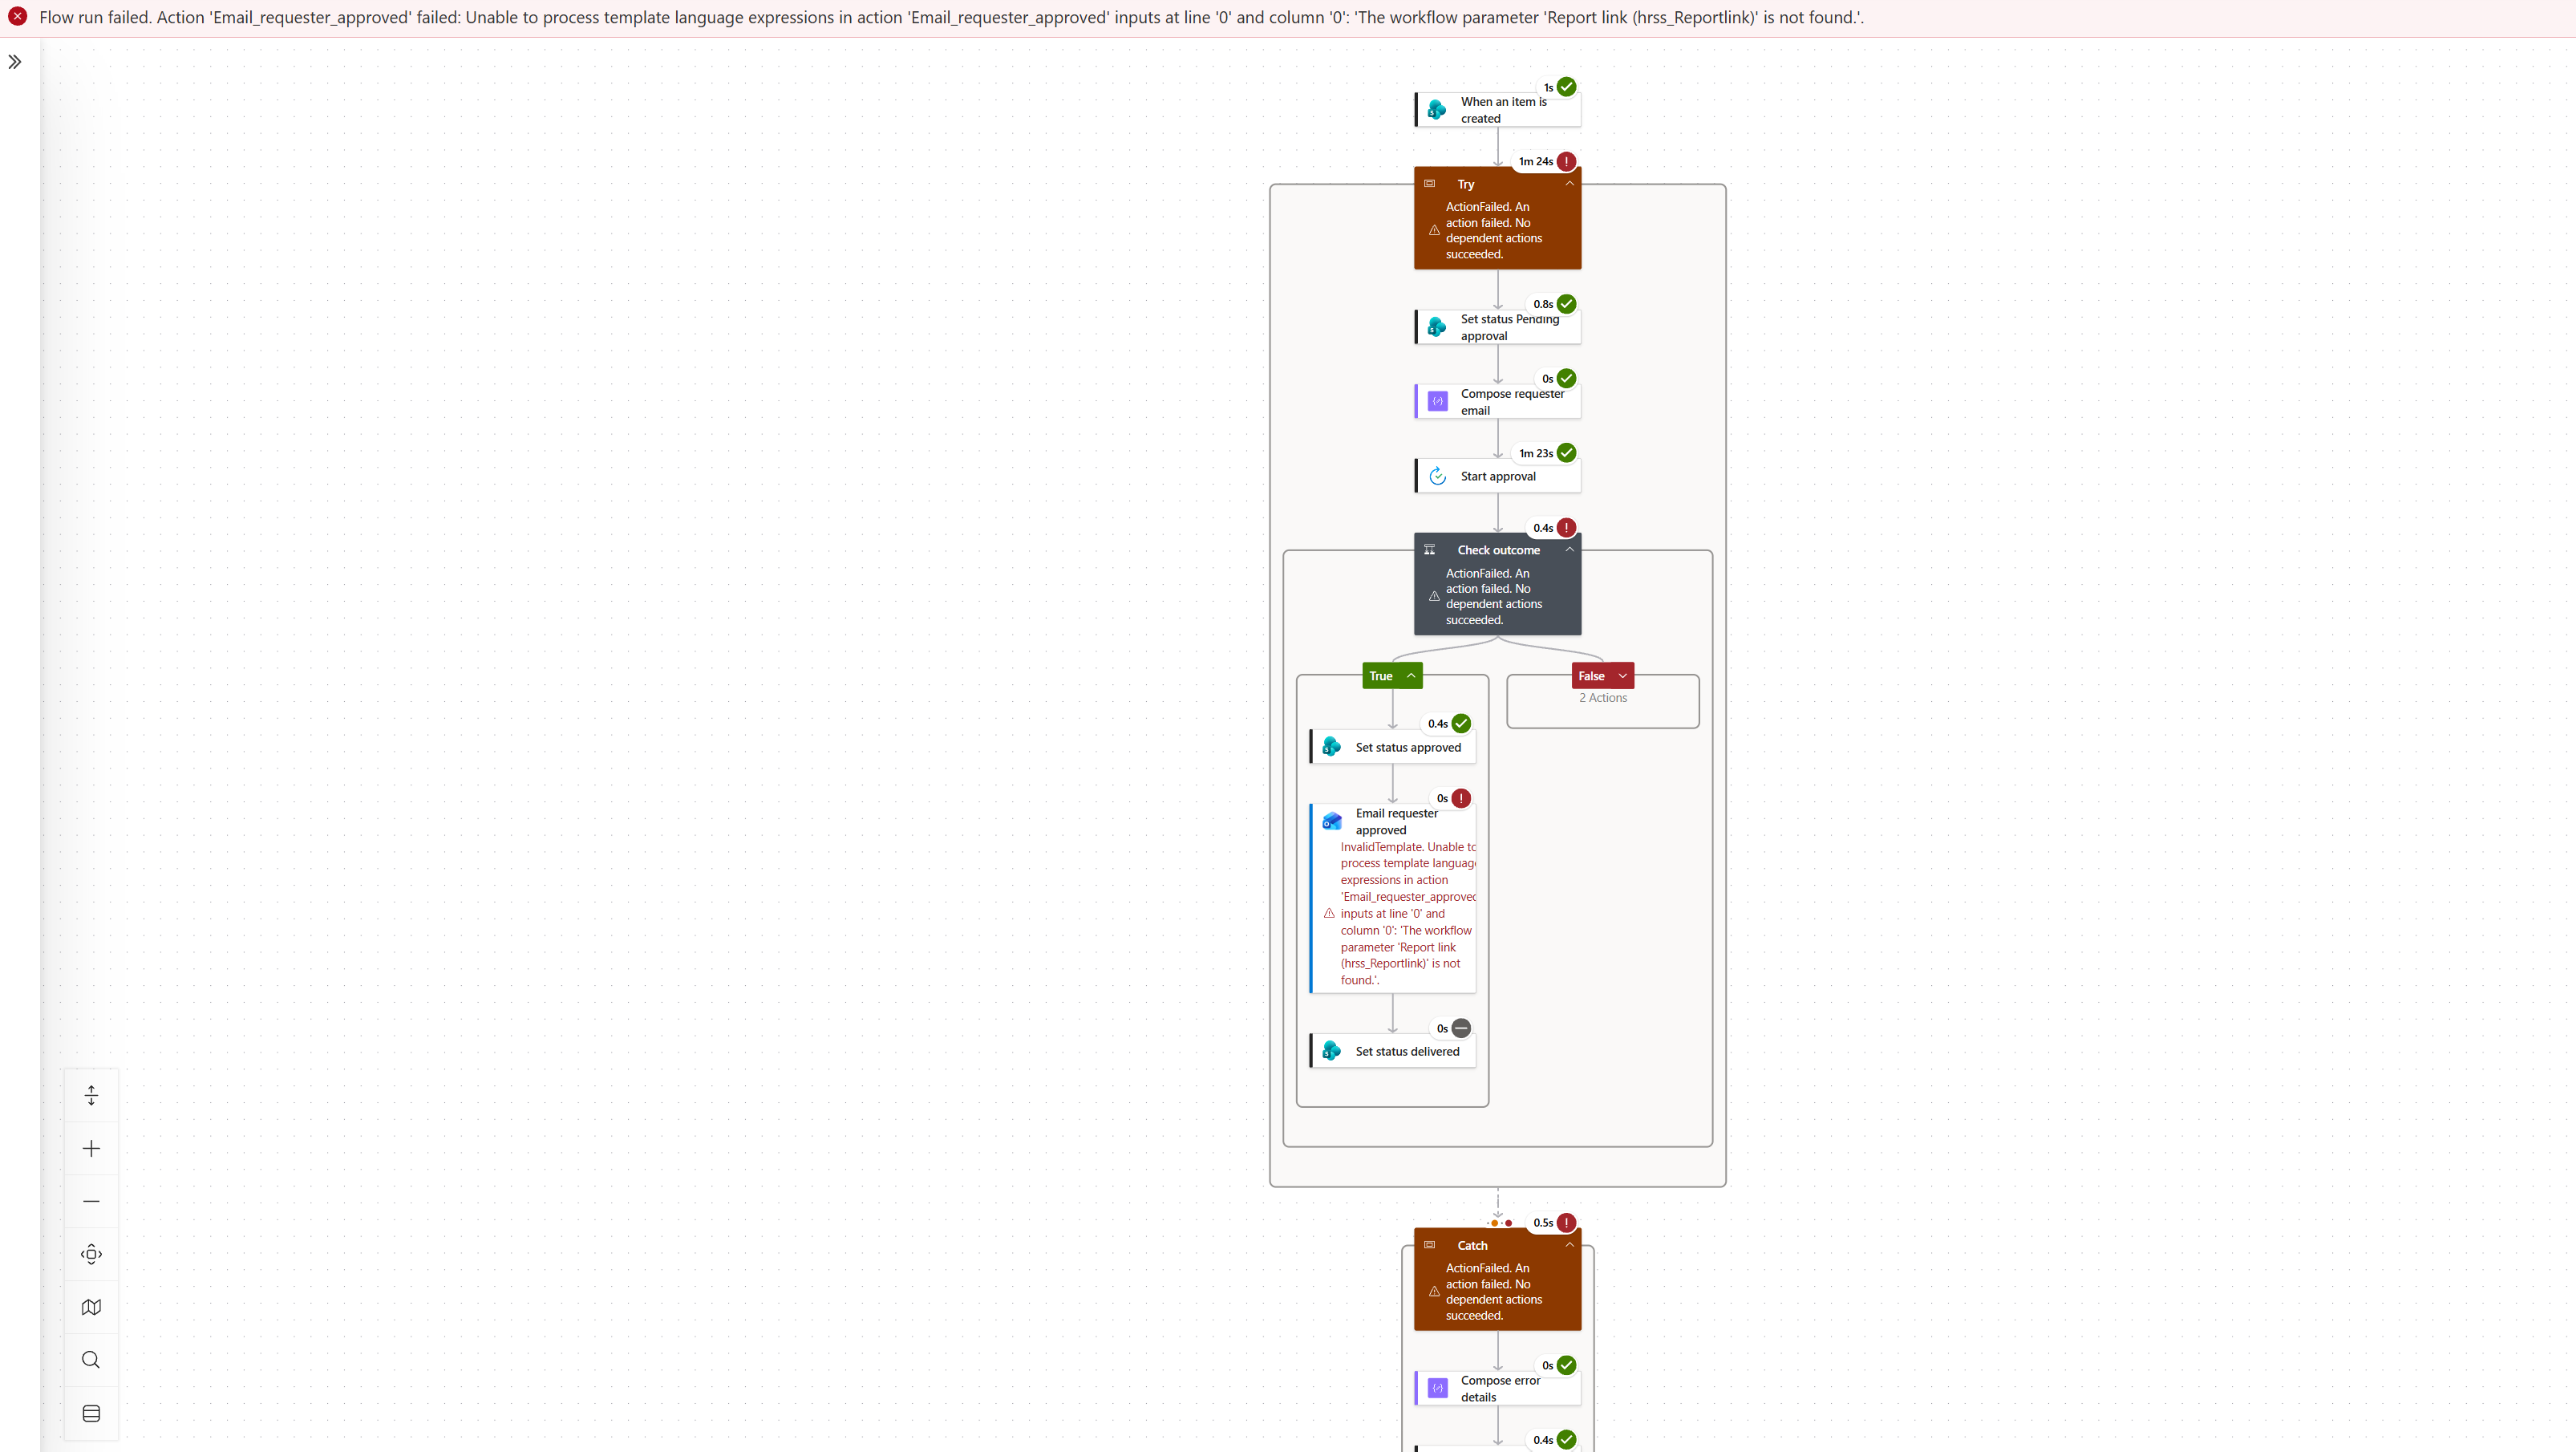 Flow run failed. Action 'Email_requester_approved' failed: Unable to process template language expressions in action 'Email_requester_approved' inputs at line '0' and column '0': 'The workflow parameter 'Report link (hrss_Reportlink)' is not found.'.
1s
When an item is
created
1m 24s
Try
ActionFailed. An
action failed. No
dependent actions
succeeded.
0.8s
Set status Pending
approval
0s
Compose requester
email
1m 23s
Start approval
0.4s
Check outcome
ActionFailed. An
action failed. No
dependent actions
succeeded.
True
False
2 Actions
0.4s
Set status approved
0s
Email requester
approved
InvalidTemplate. Unable to
process template language
expressions in action
'Email_requester_approved
inputs at line '0' and
column '0': 'The workflow
parameter 'Report link
(hrss_Reportlink)' is not
found.'.
0s
Set status delivered
0.5s
Catch
ActionFailed. An
action failed. No
dependent actions
succeeded.
0s
Compose error
details
0.4s